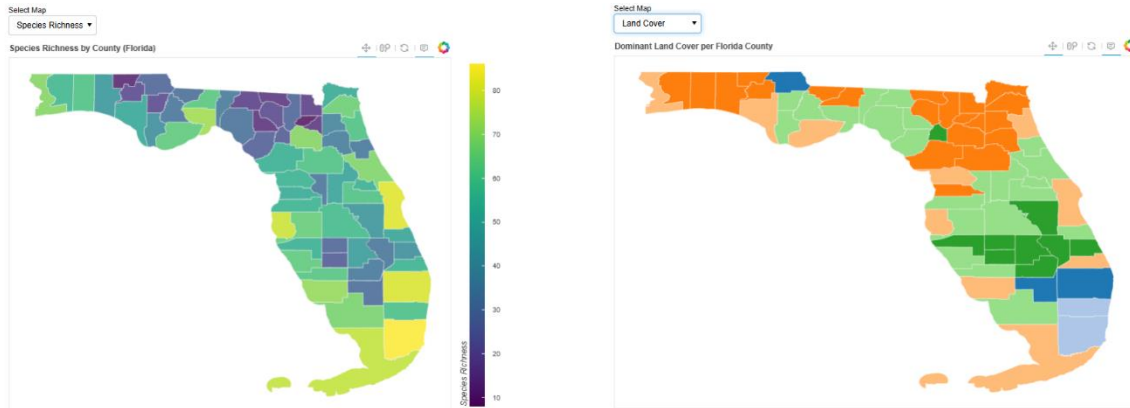 Select Map
Species Richness ▾
Species Richness by County (Florida)
80
70
60
50
40
30
20
10
Species Richness
Select Map
Land Cover ▾
Dominant Land Cover per Florida County